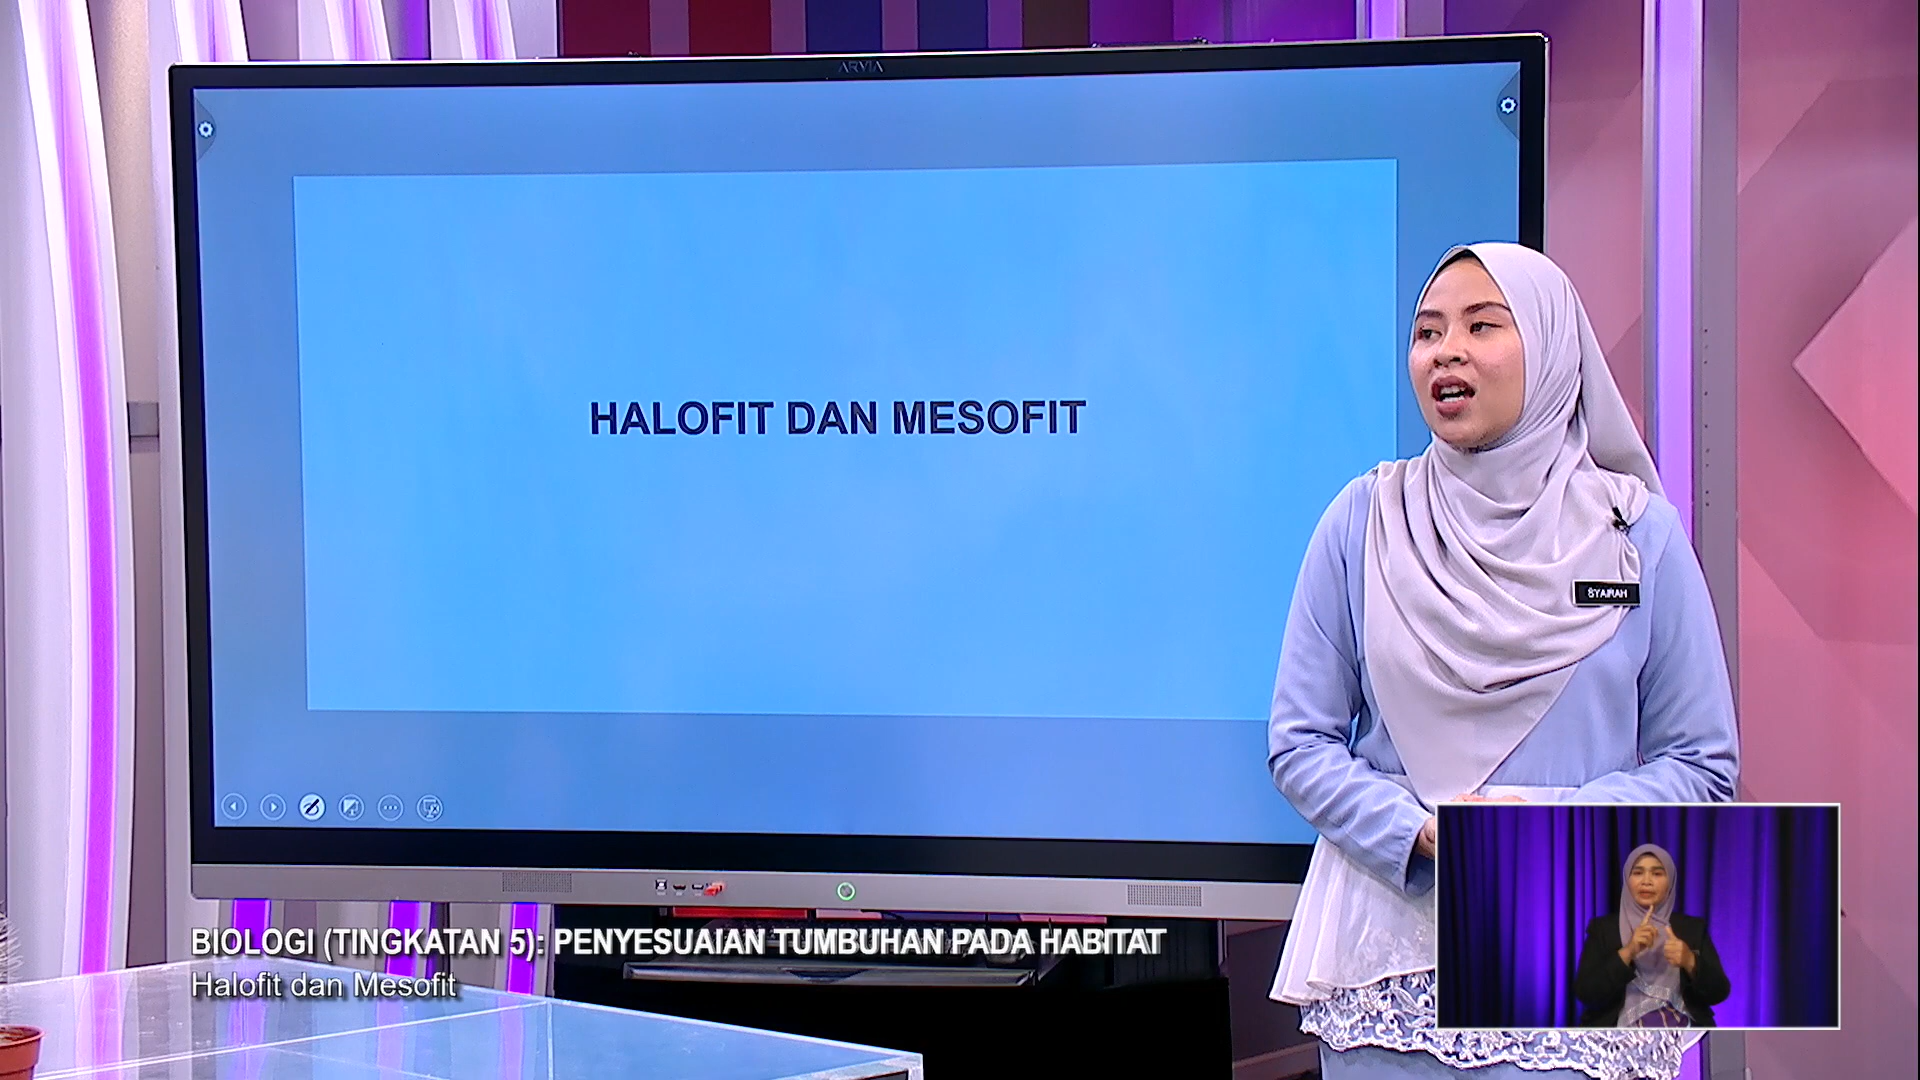 ARVIA
HALOFIT DAN MESOFIT
SYAIRAH
BIOLOGI (TINGKATAN 5): PENYESUAIAN TUMBUHAN PADA HABITAT
Halofit dan Mesofit